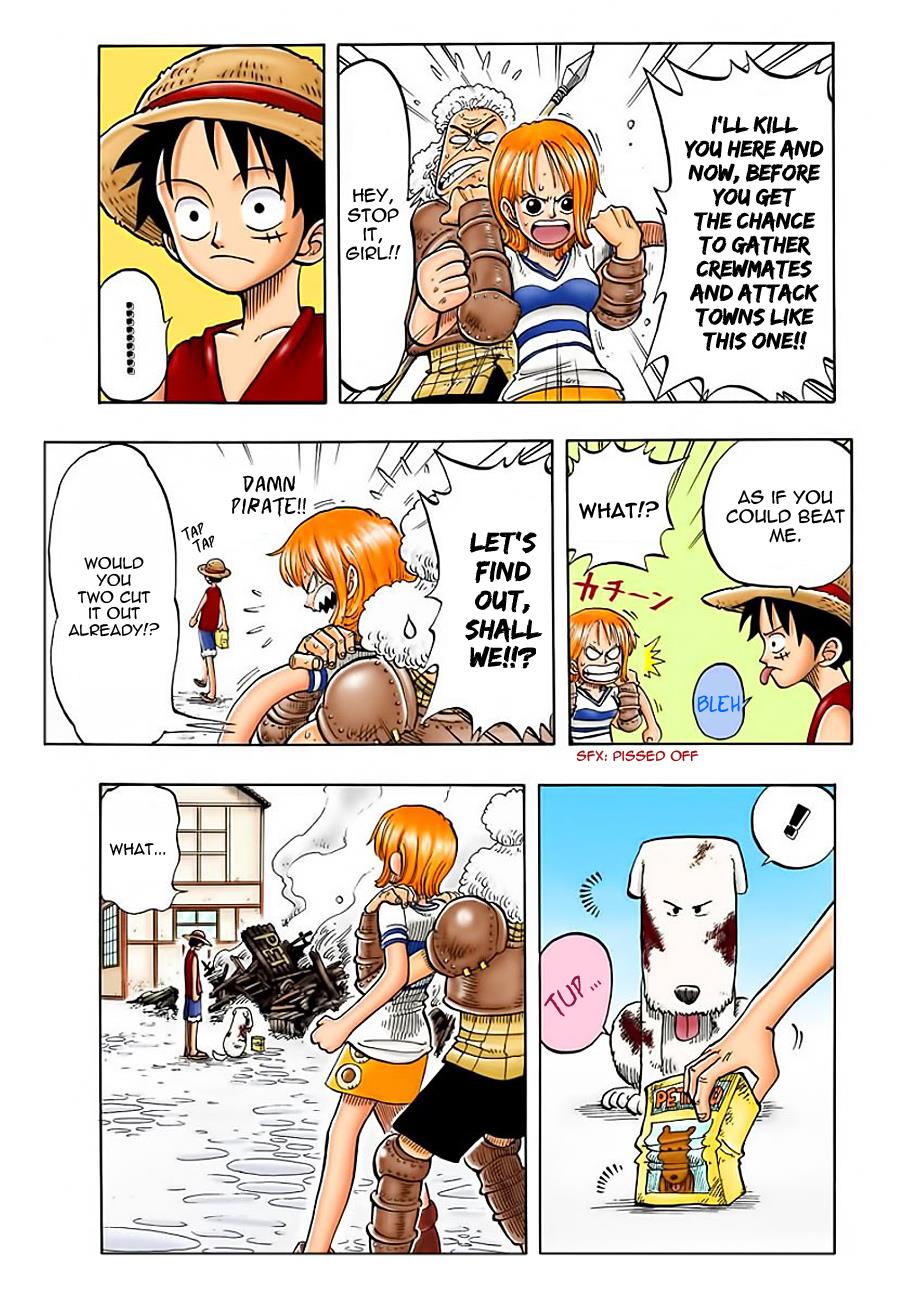 I'LL KILL
YOU HERE AND
NOW, BEFORE
YOU GET
THE CHANCE
TO GATHER
CREWMATES
AND ATTACK
TOWNS LIKE
THIS ONE!!
HEY,
STOP
IT,
GIRL!!
..........
AS IF YOU
COULD BEAT
ME.
BLEH
WHAT!?
カチーン
SFX: PISSED OFF
LET'S
FIND
OUT,
SHALL
WE!!?
DAMN
PIRATE!!
TAP
TAP
WOULD
YOU
TWO CUT
IT OUT
ALREADY!?
!
TUP...
WHAT...